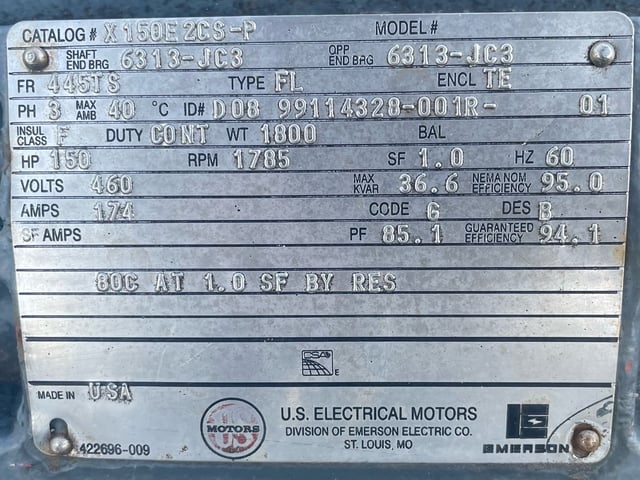 CATALOG# X150E2CS-P MODEL#
SHAFT END BRG 6313-JC3 OPP END BRG 6313-JC3
FR 445TS TYPE FL ENCL TE
PH 3 MAX AMB 40 °C ID# D08 99114328-001R- 01
INSUL CLASS F DUTY CONT WT 1800 BAL
HP 150 RPM 1785 SF 1.0 HZ 60
VOLTS 460 MAX KVAR 36.6 NEMA NOM EFFICIENCY 95.0
AMPS 174 CODE G DES B
SF AMPS PF 85.1 GUARANTEED EFFICIENCY 94.1
80C AT 1.0 SF BY RES
CSA E
MADE IN USA
US MOTORS
U.S. ELECTRICAL MOTORS
DIVISION OF EMERSON ELECTRIC CO.
ST. LOUIS, MO
EMERSON
422696-009